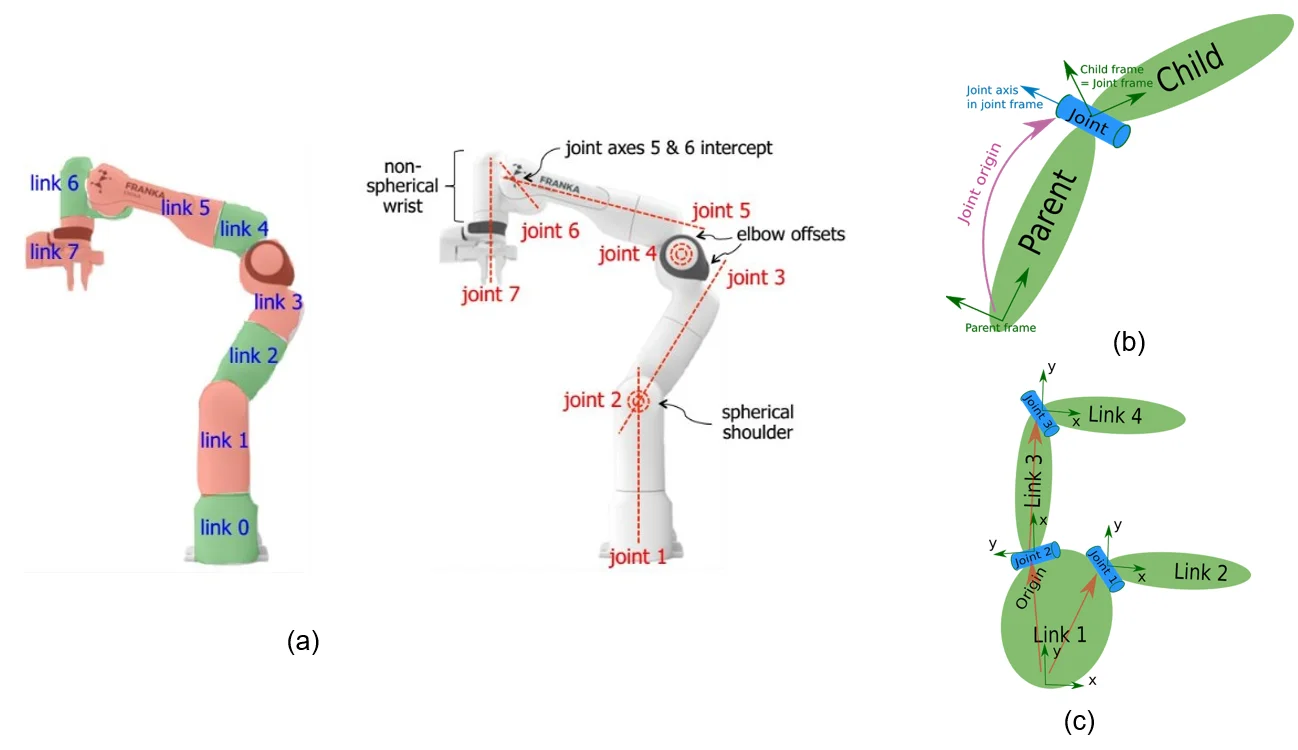 link 6
link 7
link 5
FRANKA
link 4
link 3
link 2
link 1
link 0
non-
spherical
wrist
joint axes 5 & 6 intercept
FRANKA
joint 5
joint 6
elbow offsets
joint 4
joint 3
joint 7
joint 2
spherical
shoulder
joint 1
(a)
Child frame
= Joint frame
Child
Joint axis
in joint frame
Joint
Joint origin
Parent
Parent frame
(b)
y
Joint 3
x
Link 4
Link 3
x
y
y
Joint 2
Joint 1
x
Link 2
Origin
Link 1
y
x
(c)